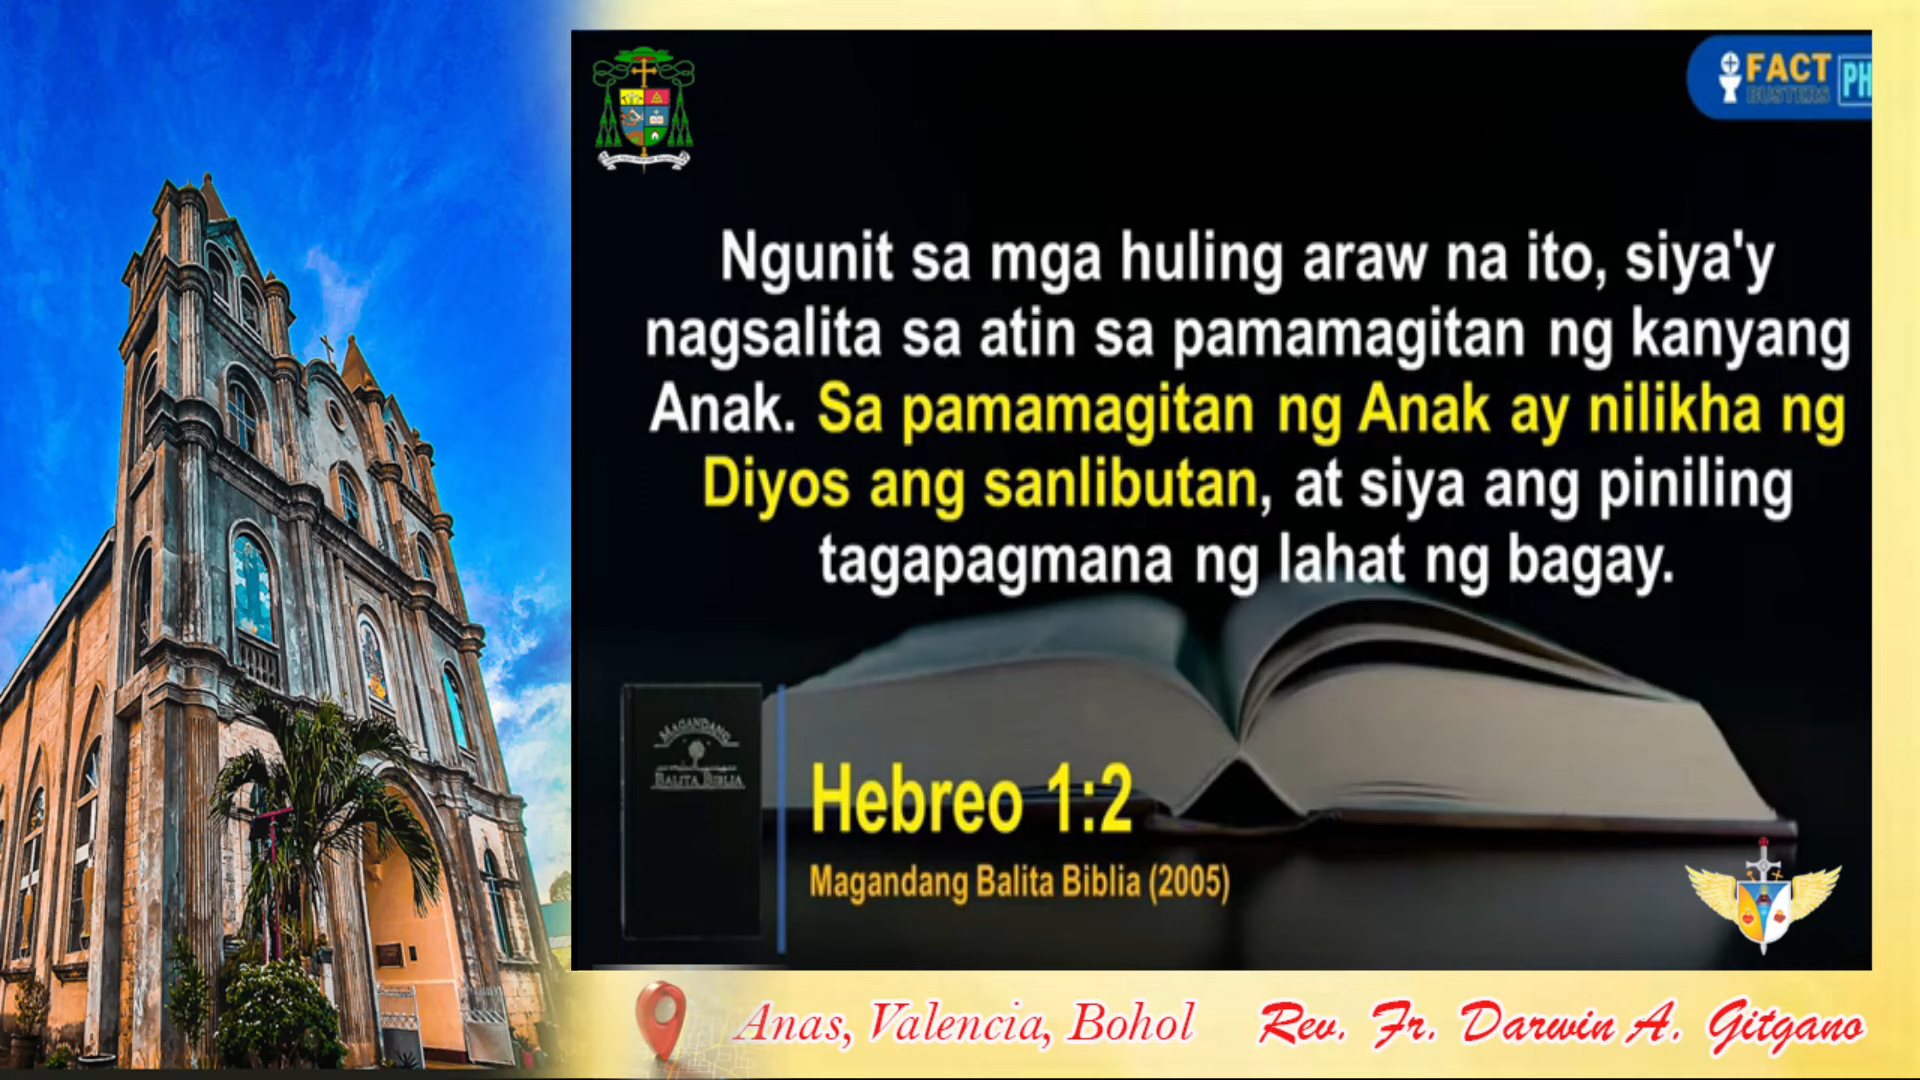 FACT
BUSTERS
PH
Ngunit sa mga huling araw na ito, siya'y
nagsalita sa atin sa pamamagitan ng kanyang
Anak. Sa pamamagitan ng Anak ay nilikha ng
Diyos ang sanlibutan, at siya ang piniling
tagapagmana ng lahat ng bagay.
MAGANDANG
BALITA BIBLIA
Hebreo 1:2
Magandang Balita Biblia (2005)
Anas, Valencia, Bohol
Rev. Fr. Darwin A. Gitgano